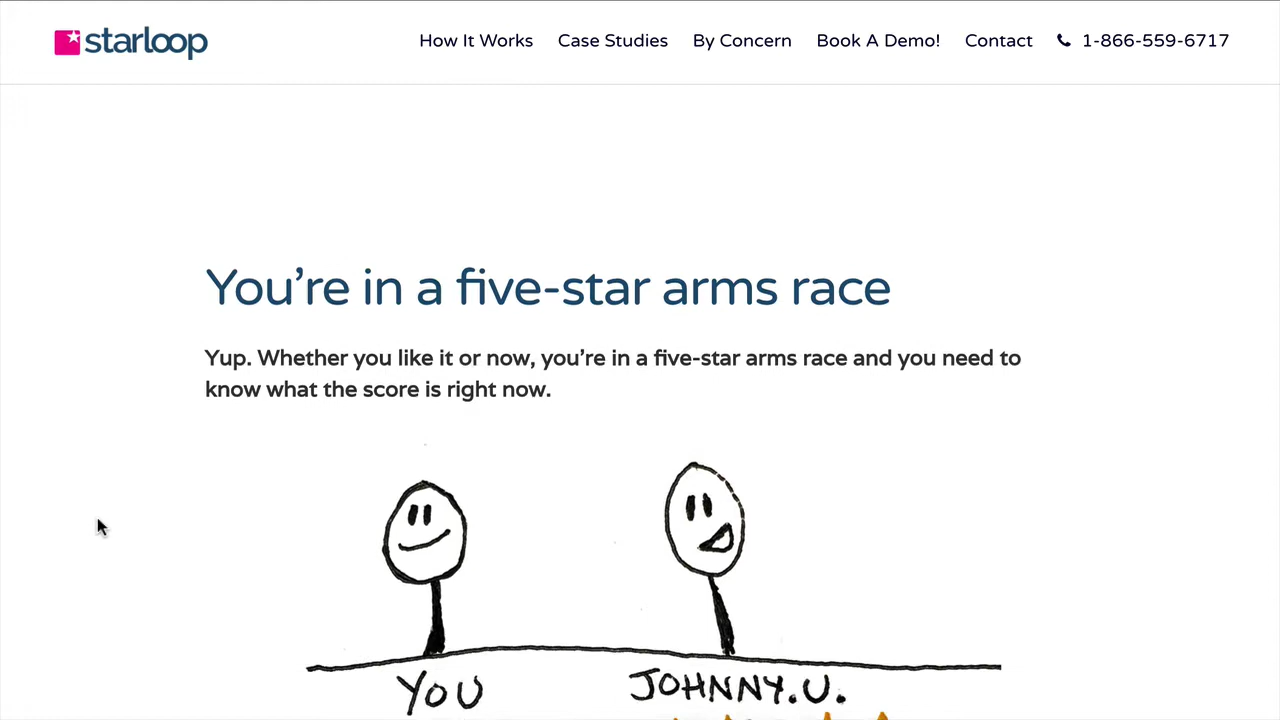 starloop
How It Works Case Studies By Concern Book A Demo! Contact 1-866-559-6717
You're in a five-star arms race
Yup. Whether you like it or now, you're in a five-star arms race and you need to
know what the score is right now.
YOU JOHNNY.U.